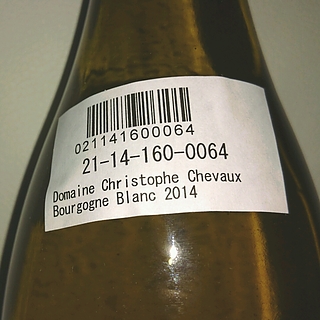 021141600064
21-14-160-0064
Domaine Christophe Chevaux
Bourgogne Blanc 2014